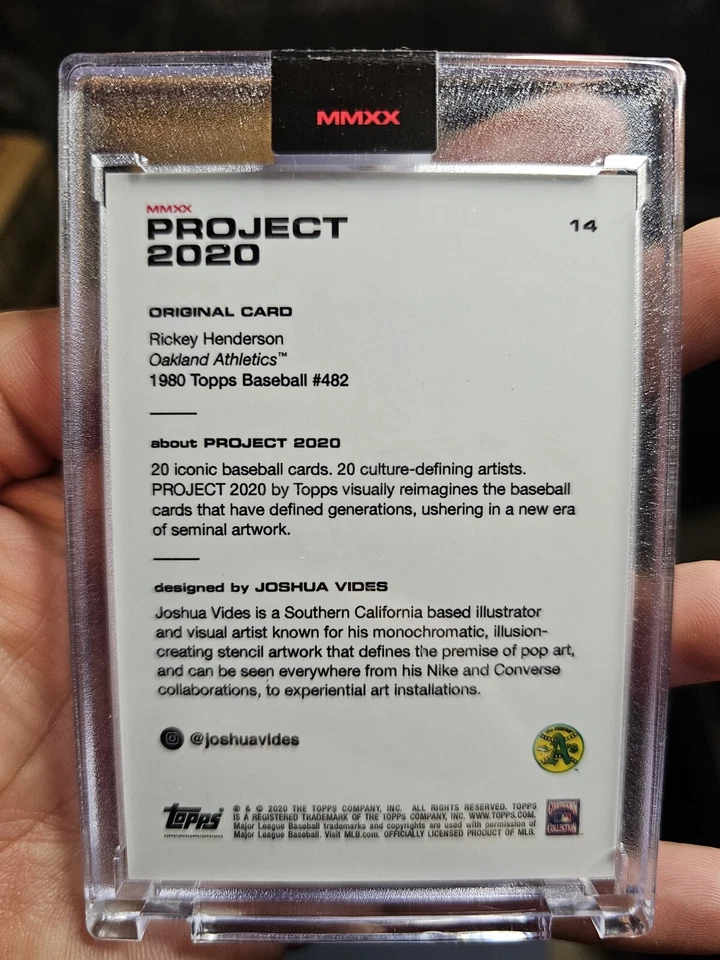 MMXX
MMXX
PROJECT
2020
14
ORIGINAL CARD
Rickey Henderson
Oakland Athletics™
1980 Topps Baseball #482
about PROJECT 2020
20 iconic baseball cards. 20 culture-defining artists.
PROJECT 2020 by Topps visually reimagines the baseball
cards that have defined generations, ushering in a new era
of seminal artwork.
designed by JOSHUA VIDES
Joshua Vides is a Southern California based illustrator
and visual artist known for his monochromatic, illusion-
creating stencil artwork that defines the premise of pop art,
and can be seen everywhere from his Nike and Converse
collaborations, to experiential art installations.
@joshuavides
A
Topps
® & © 2020 THE TOPPS COMPANY, INC. ALL RIGHTS RESERVED. TOPPS
IS A REGISTERED TRADEMARK OF THE TOPPS COMPANY, INC. WWW.TOPPS.COM.
Major League Baseball trademarks and copyrights are used with permission of
Major League Baseball. Visit MLB.com. OFFICIALLY LICENSED PRODUCT OF MLB.
COOPERSTOWN
COLLECTION